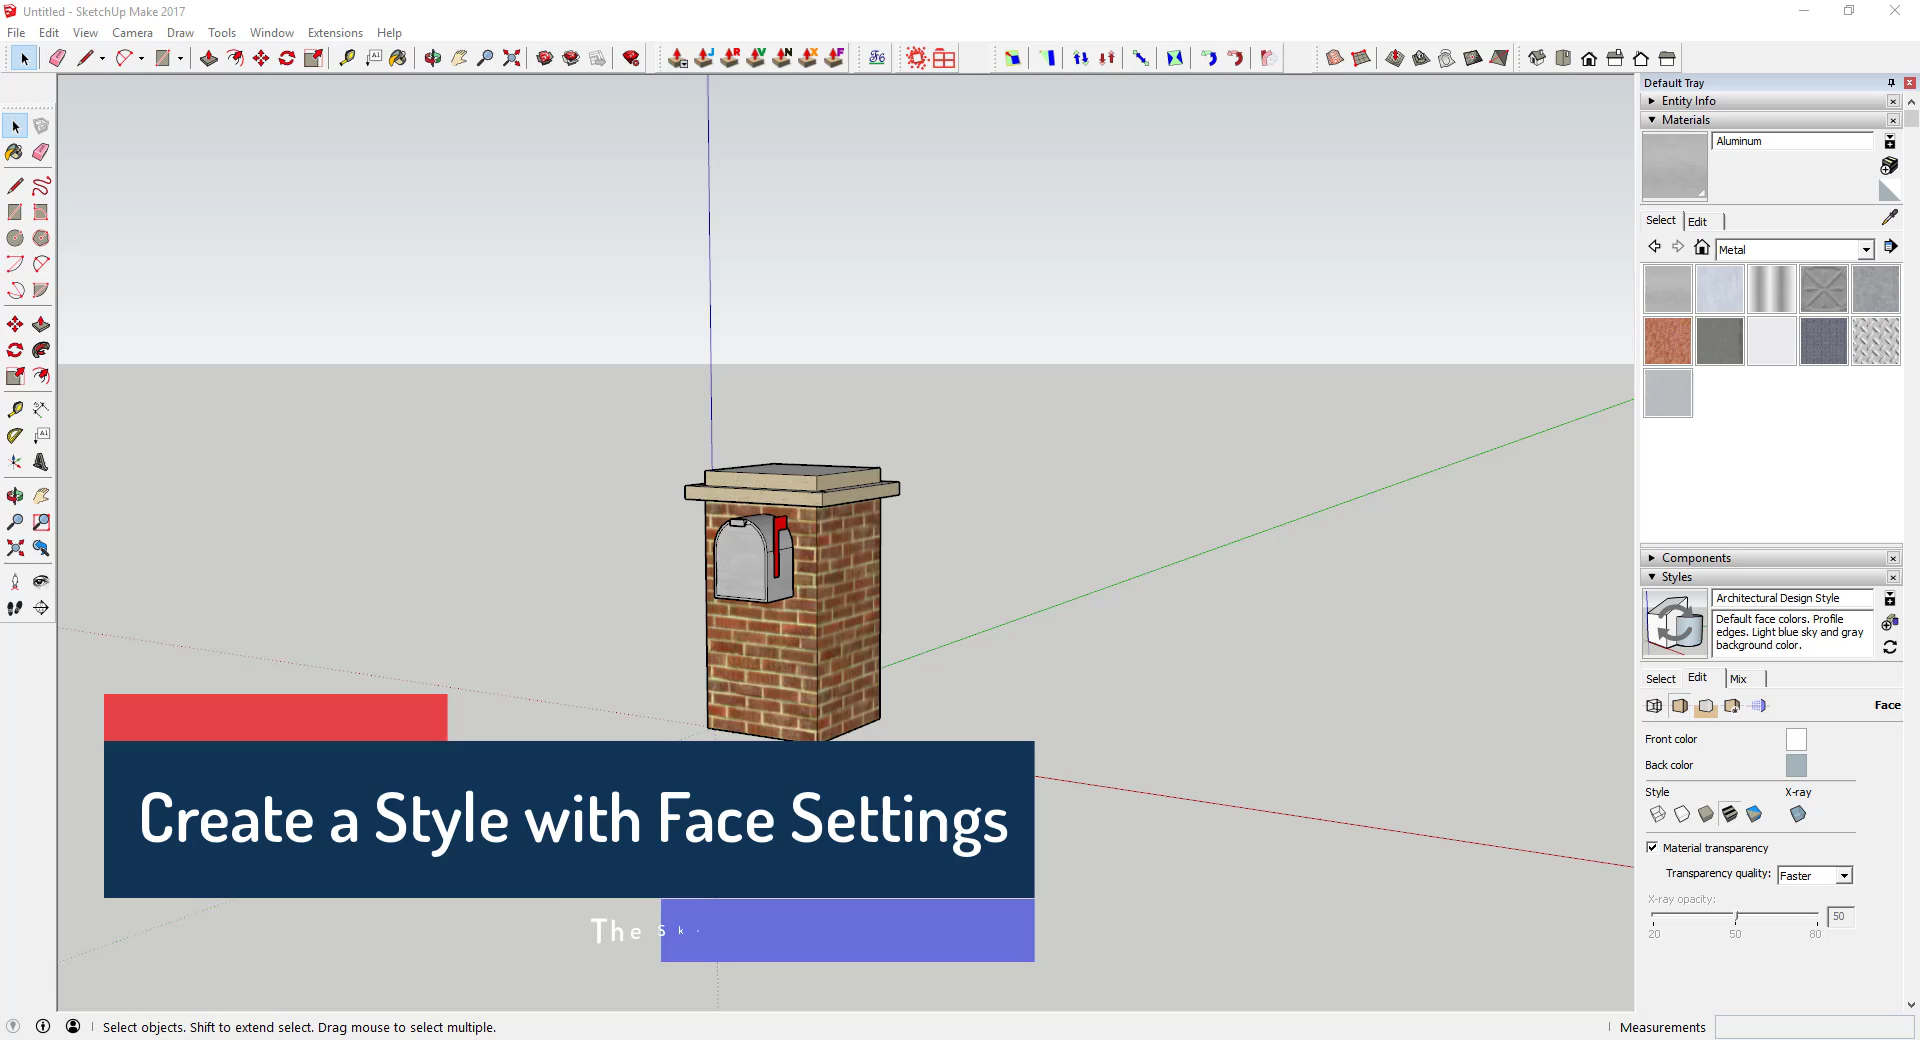 Untitled - SketchUp Make 2017
File Edit View Camera Draw Tools Window Extensions Help
Default Tray
Entity Info
Materials
Aluminum
Select Edit
Metal
Components
Styles
Architectural Design Style
Default face colors. Profile
edges. Light blue sky and gray
background color.
Select Edit Mix
Face
Front color
Back color
Style X-ray
Material transparency
Transparency quality: Faster
X-ray opacity:
50
20 50 80
Create a Style with Face Settings
The Sk
Select objects. Shift to extend select. Drag mouse to select multiple.
Measurements